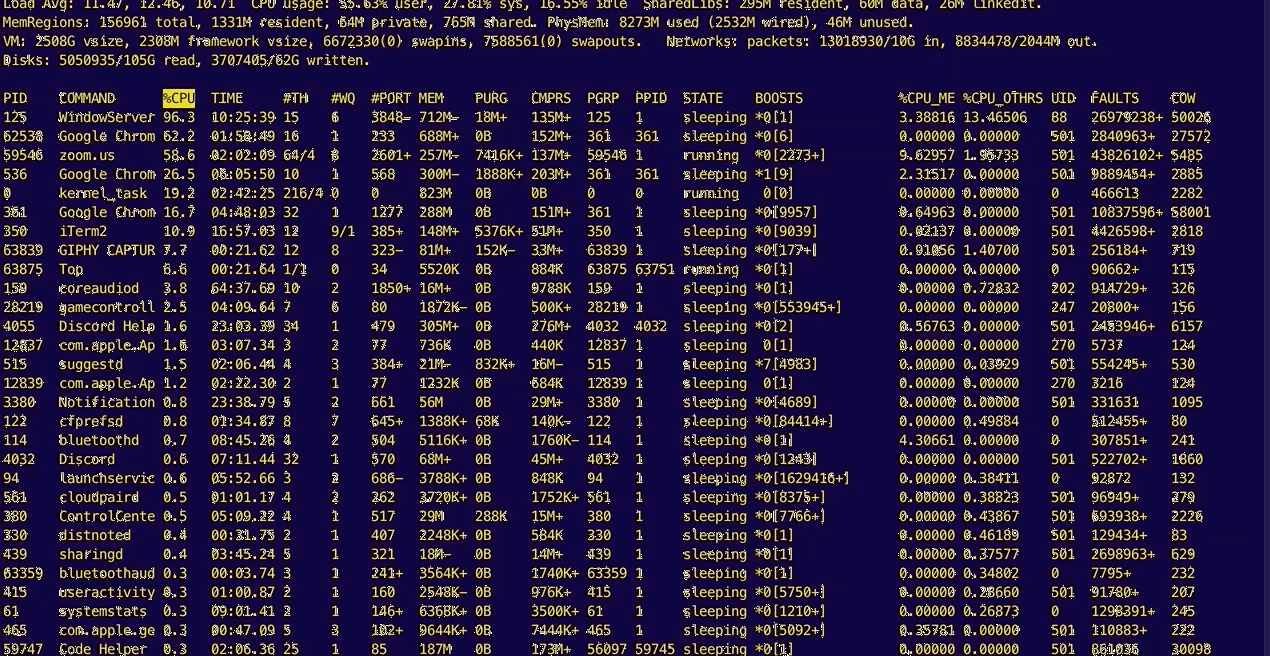 Load Avg: 11.47, 12.46, 10.71 CPU usage: 55.63% user, 27.81% sys, 16.55% idle SharedLibs: 295M resident, 60M data, 26M linkedit.
MemRegions: 156961 total, 1331M resident, 64M private, 765M shared. PhysMem: 8273M used (2532M wired), 46M unused.
VM: 2508G vsize, 2308M framework vsize, 6672330(0) swapins, 7588561(0) swapouts. Networks: packets: 13018930/10G in, 8834478/2044M out.
Disks: 5050935/105G read, 3707405/62G written.
PID COMMAND %CPU TIME #TH #WQ #PORT MEM PURG CMPRS PGRP PPID STATE BOOSTS %CPU_ME %CPU_OTHRS UID FAULTS COW
125 WindowServer 96.3 10:25:39 15 6 3848- 712M- 18M+ 135M+ 125 1 sleeping *0[1] 3.38816 13.46506 88 26979238+ 50026
62538 Google Chrom 62.2 16 1 233 688M+ 0B 152M+ 361 361 sleeping *0[6] 0.00000 0.00000 501 2840963+ 27572
59546 zoom.us 58.6 02:02:09 64/4 8 2601+ 257M- 7416K+ 137M+ 59546 1 running *0[2273+] 9.62957 501 43826102+ 5485
536 Google Chrom 26.5 10 1 568 300M- 1888K+ 203M+ 361 361 sleeping *1[9] 2.31517 0.00000 501 9889454+ 2885
0 kernel_task 19.2 02:42:25 216/4 0 0 823M 0B 0B 0 0 running 0[0] 0.00000 0.00000 0 466613 2282
361 Google Chrom 16.7 04:48:03 32 1 1277 288M 0B 151M+ 361 1 sleeping *0[9957] 0.64963 0.00000 501 10837596+ 58001
350 iTerm2 10.9 16:57.03 12 9/1 385+ 148M+ 5376K+ 51M+ 350 1 sleeping *0[9039] 0.02137 0.00000 501 4426598+ 2818
63839 GIPHY CAPTUR 7.7 00:21.62 12 8 323- 81M+ 152K- 33M+ 63839 1 sleeping *0[177+] 0.91056 1.40700 501 256184+ 719
63875 Top 6.6 00:21.64 1/1 0 34 5520K 0B 884K 63875 63751 running *0[1] 0.00000 0.00000 0 90662+ 115
159 coreaudiod 3.8 64:37.69 10 2 1850+ 16M+ 0B 9788K 159 1 sleeping *0[1] 0.00000 0.72832 202 914729+ 326
28219 gamecontroll 2.5 04:09.64 7 6 80 1872K- 0B 500K+ 28219 1 sleeping *0[553945+] 0.00000 0.00000 247 20800+ 156
4055 Discord Help 1.6 23:03.39 34 1 479 305M+ 0B 276M+ 4032 4032 sleeping *0[2] 0.56763 0.00000 501 2453946+ 6157
12837 com.apple.Ap 1.6 03:07.34 3 2 77 736K 0B 440K 12837 1 sleeping 0[1] 0.00000 0.00000 270 5737 124
515 suggestd 1.5 02:06.44 4 3 384+ 21M- 832K+ 16M- 515 1 sleeping *7[4983] 0.00000 0.03929 501 554245+ 530
12839 com.apple.Ap 1.2 02:22.30 2 1 77 1232K 0B 684K 12839 1 sleeping 0[1] 0.00000 0.00000 270 3216 124
3380 Notification 0.8 23:38.79 5 2 661 56M 0B 29M+ 3380 1 sleeping *0[4689] 0.00000 0.00000 501 331631 1095
122 cfprefsd 0.8 01:34.87 8 7 645+ 1388K+ 68K 140K- 122 1 sleeping *0[84414+] 0.00000 0.49884 0 512455+ 80
114 bluetoothd 0.7 08:45.26 4 2 504 5116K+ 0B 1760K- 114 1 sleeping *0[1] 4.30661 0.00000 0 307851+ 241
4032 Discord 0.6 07:11.44 32 1 570 68M+ 0B 45M+ 4032 1 sleeping *0[1243] 0.00000 0.00000 501 522702+ 1660
94 launchservic 0.6 05:52.66 3 2 686- 3788K+ 0B 848K 94 1 sleeping *0[1629416+] 0.00000 0.38411 0 92872 132
561 cloudpaird 0.5 01:01.17 4 2 262 3720K+ 0B 1752K+ 561 1 sleeping *0[8375+] 0.00000 0.38823 501 96949+ 279
380 ControlCente 0.5 05:09.22 4 1 517 29M 288K 15M+ 380 1 sleeping *0[7766+] 0.00000 0.43867 501 693938+ 2226
330 distnoted 0.4 00:31.75 2 1 407 2248K+ 0B 584K 330 1 sleeping *0[1] 0.00000 0.46189 501 129434+ 83
439 sharingd 0.4 03:45.24 5 1 321 18M- 0B 14M+ 439 1 sleeping *0[1] 0.00000 0.37577 501 2698963+ 629
63359 bluetoothaud 0.3 00:03.74 3 1 241+ 3564K+ 0B 1740K+ 63359 1 sleeping *0[1] 0.00000 0.34802 0 7795+ 232
415 useractivity 0.3 01:00.87 2 1 160 2548K- 0B 976K+ 415 1 sleeping *0[5750+] 0.00000 501 91780+ 207
61 systemstats 0.3 09:01.41 2 1 146+ 6368K+ 0B 3500K+ 61 1 sleeping *0[1210+] 0.00000 0.26873 0 1298391+ 245
465 com.apple.ge 0.3 00:47.09 5 3 9644K+ 0B 7444K+ 465 1 sleeping *0[5092+] 0.35781 0.00000 501 110883+ 222
59747 Code Helper 0.3 02:06.36 25 1 85 187M 0B 173M+ 56097 59745 sleeping *0[1] 0.00000 0.00000 501 30098